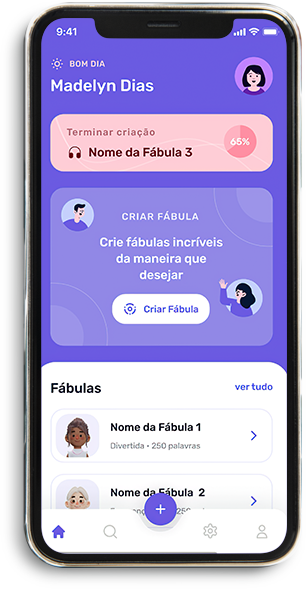 9:41
BOM DIA
Madelyn Dias
Terminar criação
Nome da Fábula 3
65%
CRIAR FÁBULA
Crie fábulas incríveis
da maneira que
desejar
Criar Fábula
Fábulas
ver tudo
Nome da Fábula 1
Divertida • 250 palavras
Nome da Fábula 2